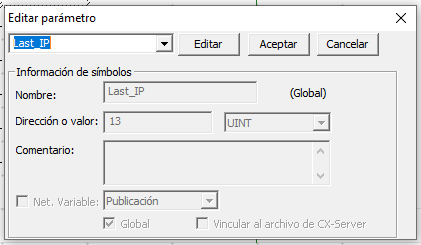 Editar parámetro
Last_IP Editar Aceptar Cancelar
Información de símbolos
Nombre: Last_IP (Global)
Dirección o valor: 13 UINT
Comentario:
Net. Variable: Publicación
Global Vincular al archivo de CX-Server